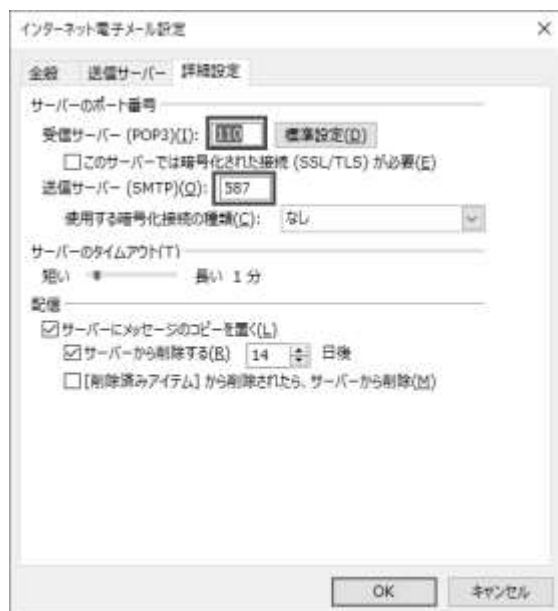 インターネット電子メール設定
全般 送信サーバー 詳細設定
サーバーのポート番号
受信サーバー (POP3)(I): 110 標準設定(D)
このサーバーでは暗号化された接続 (SSL/TLS) が必要(E)
送信サーバー (SMTP)(O): 587
使用する暗号化接続の種類(C): なし
サーバーのタイムアウト(T)
短い 長い 1 分
配信
サーバーにメッセージのコピーを置く(L)
サーバーから削除する(R) 14 日後
[削除済みアイテム] から削除されたら、サーバーから削除(M)
OK キャンセル